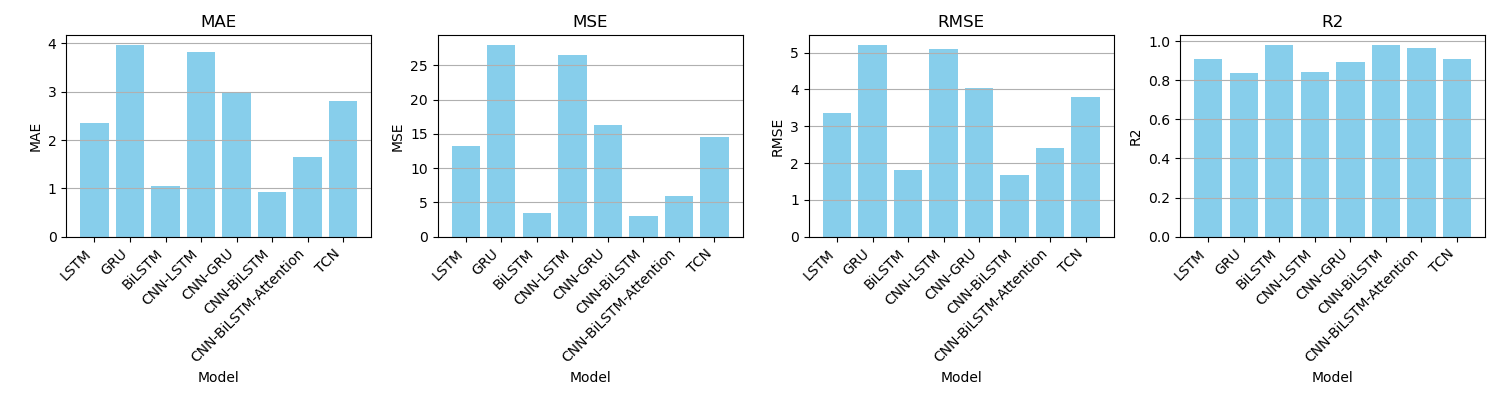 MAE
MAE
4
3
2
1
0
LSTM
GRU
BiLSTM
CNN-LSTM
CNN-GRU
CNN-BiLSTM
CNN-BiLSTM-Attention
TCN
Model
MSE
MSE
25
20
15
10
5
0
LSTM
GRU
BiLSTM
CNN-LSTM
CNN-GRU
CNN-BiLSTM
CNN-BiLSTM-Attention
TCN
Model
RMSE
RMSE
5
4
3
2
1
0
LSTM
GRU
BiLSTM
CNN-LSTM
CNN-GRU
CNN-BiLSTM
CNN-BiLSTM-Attention
TCN
Model
R2
R2
1.0
0.8
0.6
0.4
0.2
0.0
LSTM
GRU
BiLSTM
CNN-LSTM
CNN-GRU
CNN-BiLSTM
CNN-BiLSTM-Attention
TCN
Model